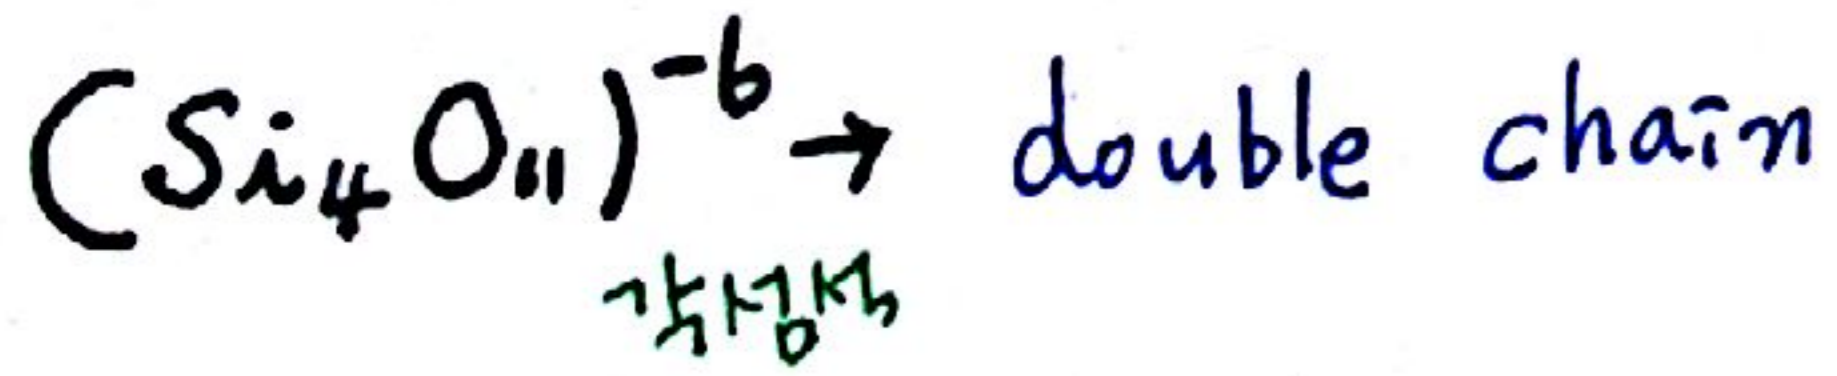 (Si₄O₁₁)⁻⁶ → double chain
각섬석